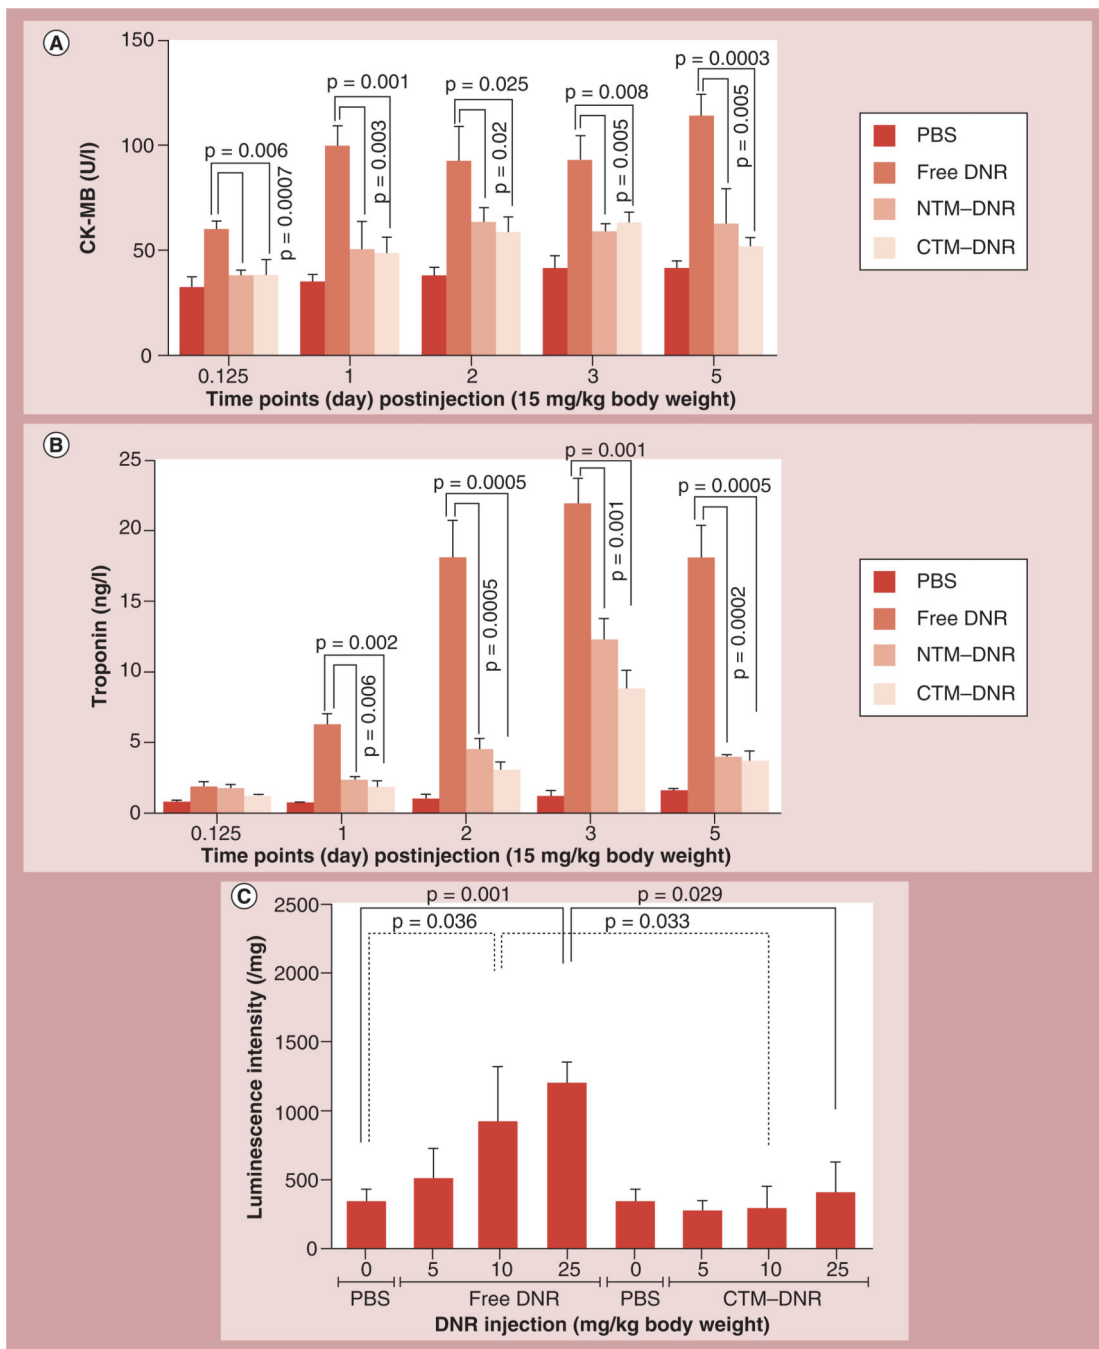 A
150
100
50
0
CK-MB (U/l)
p = 0.006
p = 0.0007
p = 0.001
p = 0.003
p = 0.025
p = 0.02
p = 0.008
p = 0.005
p = 0.0003
p = 0.005
0.125 1 2 3 5
Time points (day) postinjection (15 mg/kg body weight)
PBS
Free DNR
NTM–DNR
CTM–DNR
B
25
20
15
10
5
0
Troponin (ng/l)
p = 0.002
p = 0.006
p = 0.0005
p = 0.0005
p = 0.001
p = 0.001
p = 0.0005
p = 0.0002
0.125 1 2 3 5
Time points (day) postinjection (15 mg/kg body weight)
PBS
Free DNR
NTM–DNR
CTM–DNR
C
2500
2000
1500
1000
500
0
Luminescence intensity (/mg)
p = 0.001 p = 0.029
p = 0.036 p = 0.033
0 5 10 25 0 5 10 25
PBS Free DNR PBS CTM–DNR
DNR injection (mg/kg body weight)